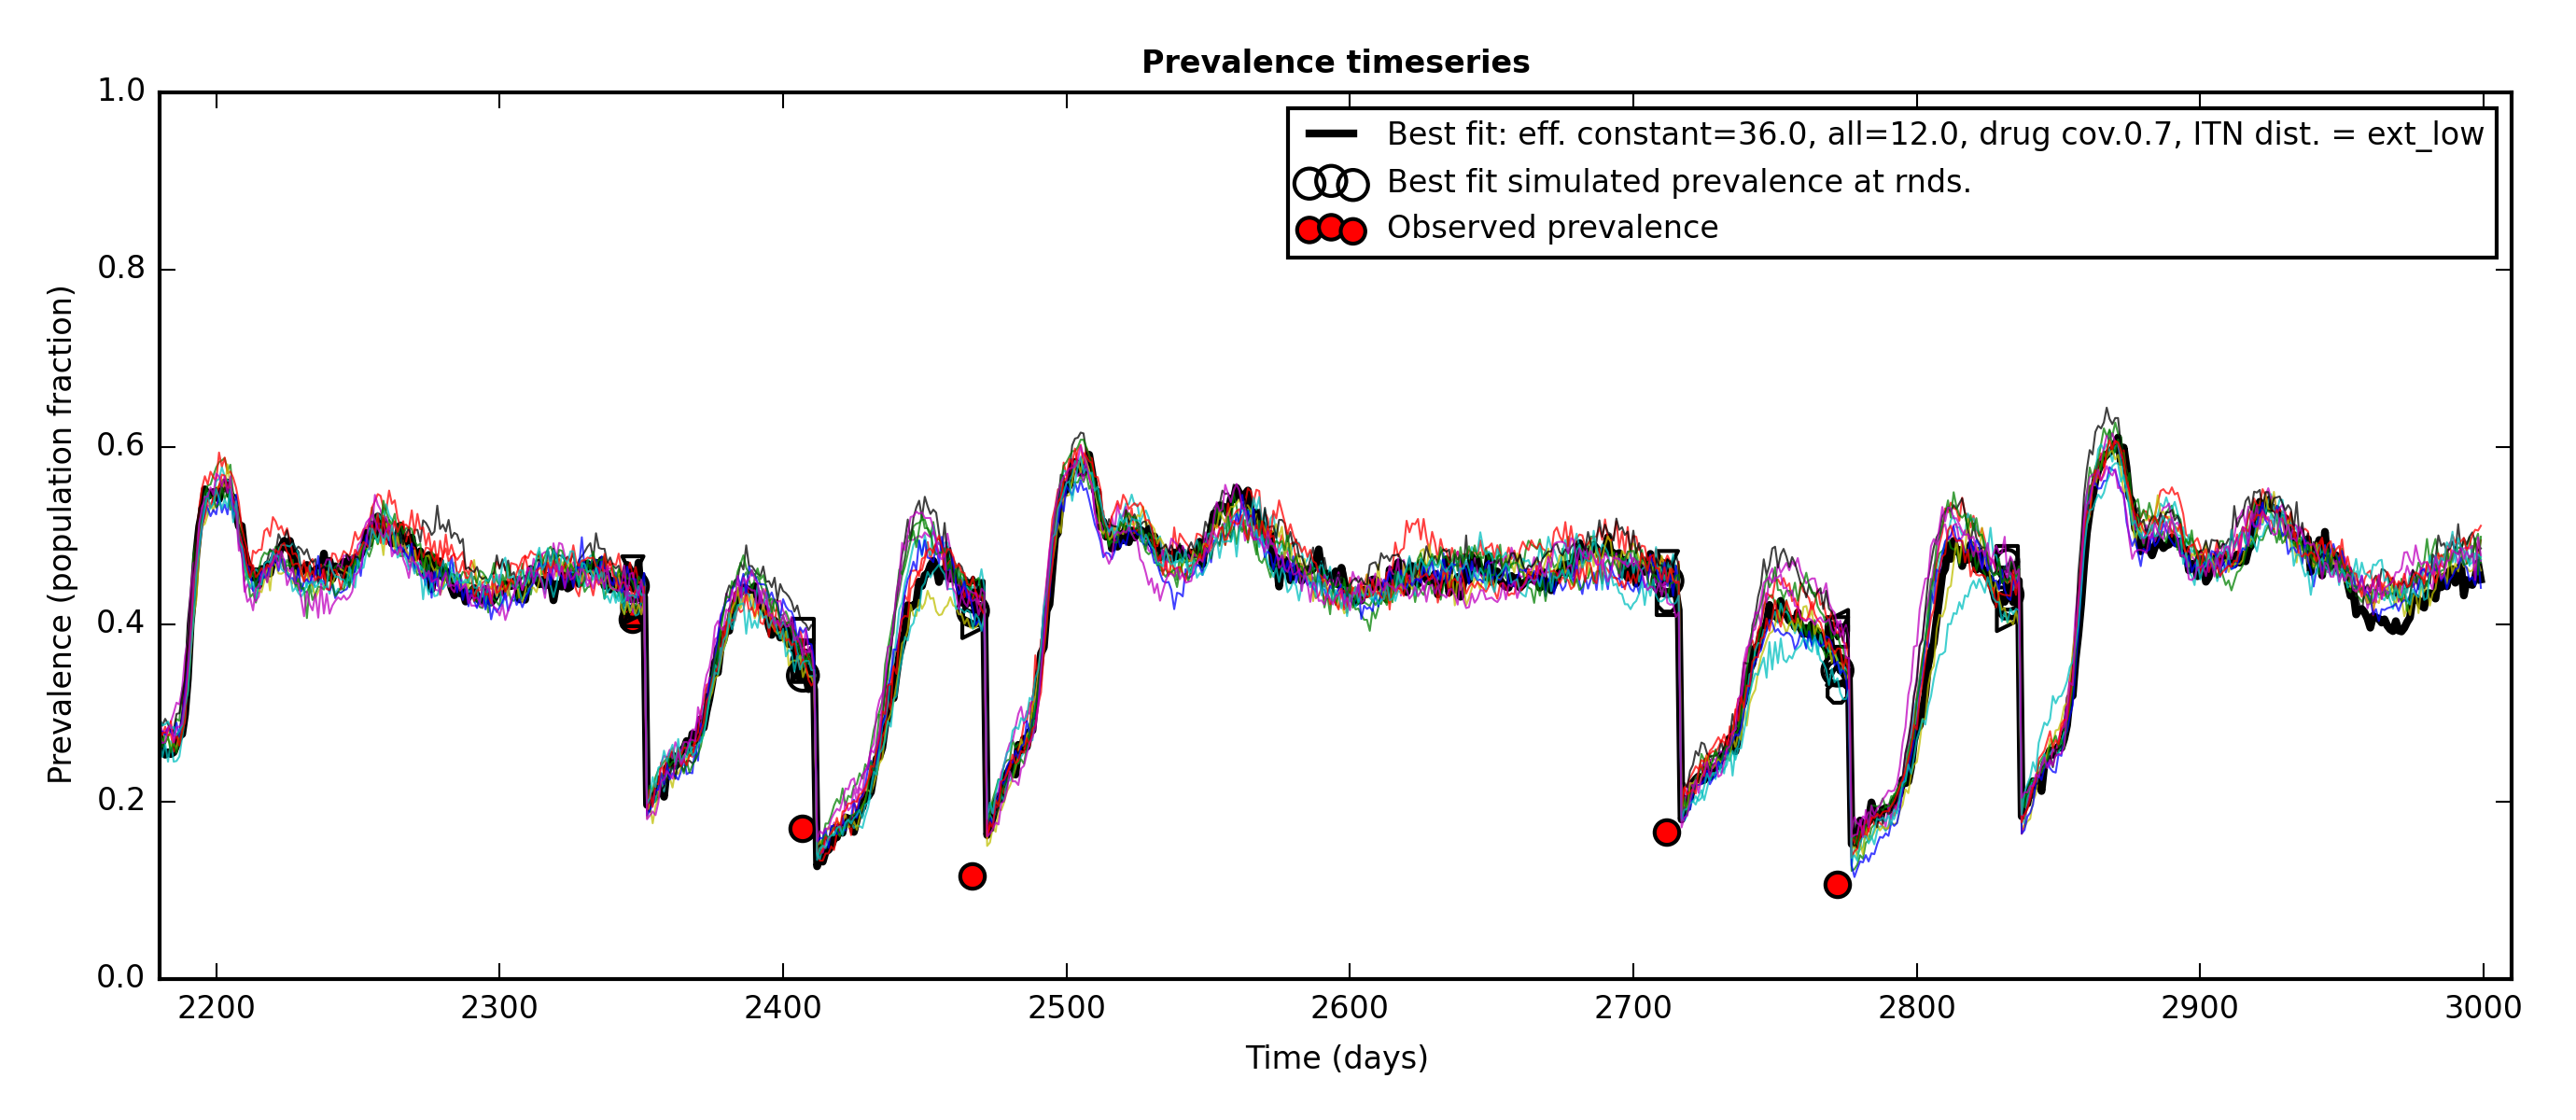 Prevalence timeseries
1.0
0.8
0.6
0.4
0.2
0.0
Prevalence (population fraction)
Best fit: eff. constant=36.0, all=12.0, drug cov.0.7, ITN dist. = ext_low
Best fit simulated prevalence at rnds.
Observed prevalence
2200 2300 2400 2500 2600 2700 2800 2900 3000
Time (days)